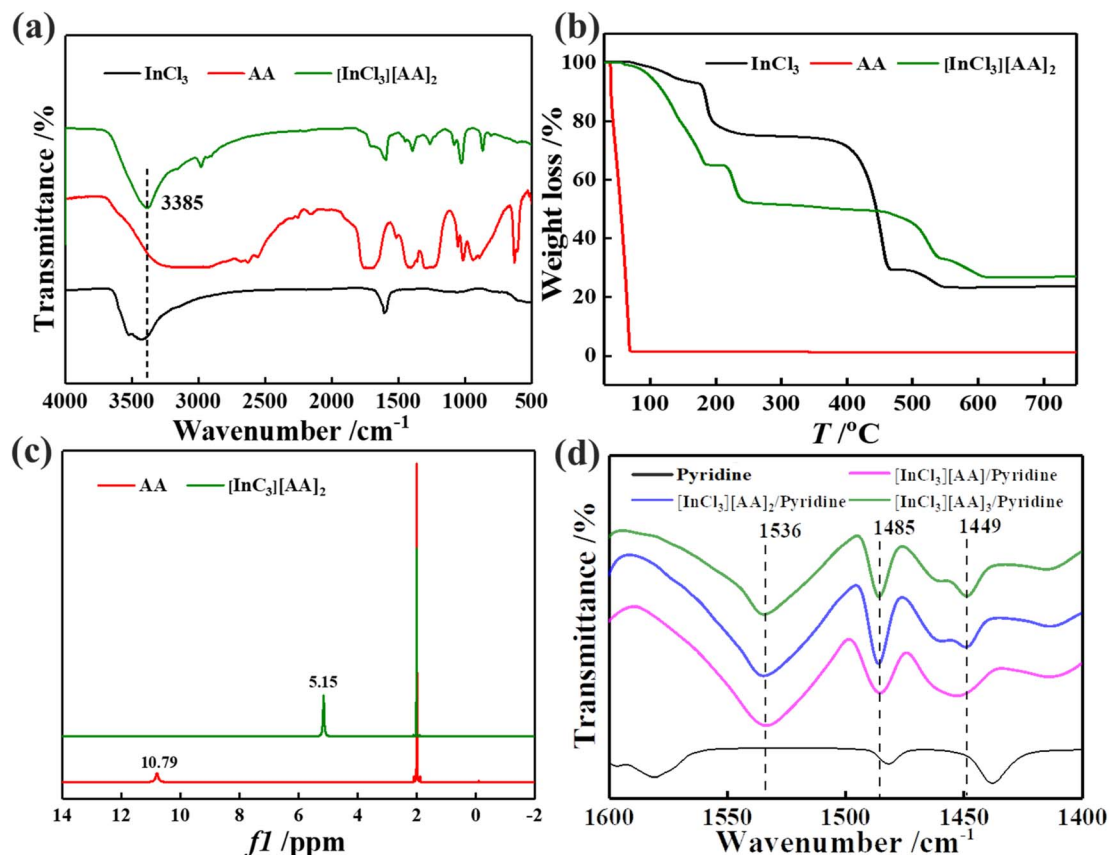 (a)
InCl₃ AA [InCl₃][AA]₂
3385
Transmittance /%
4000 3500 3000 2500 2000 1500 1000 500
Wavenumber /cm⁻¹
(b)
InCl₃ AA [InCl₃][AA]₂
100
80
60
40
20
0
Weight loss /%
100 200 300 400 500 600 700
T /°C
(c)
AA [InC₃][AA]₂
5.15
10.79
14 12 10 8 6 4 2 0 -2
f1 /ppm
(d)
Pyridine [InCl₃][AA]/Pyridine
[InCl₃][AA]₂/Pyridine [InCl₃][AA]₃/Pyridine
1536 1485 1449
Transmittance /%
1600 1550 1500 1450 1400
Wavenumber /cm⁻¹